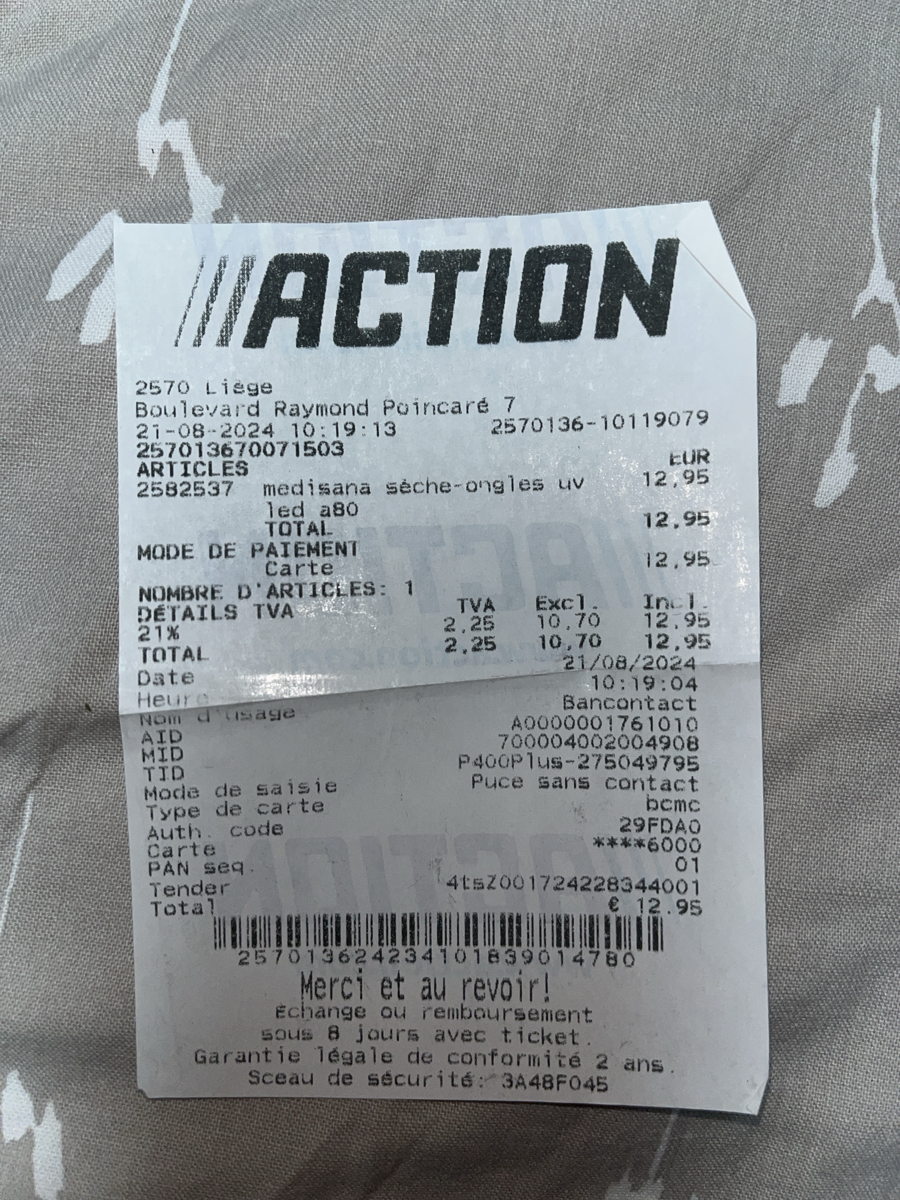 ACTION
2570 Liège
Boulevard Raymond Poincaré 7
21-08-2024 10:19:13 2570136-10119079
257013670071503
ARTICLES EUR
2582537 medisana sèche-ongles uv 12,95
led a80
TOTAL 12,95
MODE DE PAIEMENT
Carte 12,95
NOMBRE D'ARTICLES: 1
DÉTAILS TVA TVA Excl. Incl.
21% 2,25 10,70 12,95
TOTAL 2,25 10,70 12,95
Date 21/08/2024
Heure 10:19:04
Nom d'usage Bancontact
AID A0000001761010
MID 700004002004908
TID P400Plus-275049795
Mode de saisie Puce sans contact
Type de carte bcmc
Auth. code 29FDA0
Carte ****6000
PAN seq. 01
Tender 4tsZ001724228344001
Total € 12.95
257013624234101839014780
Merci et au revoir!
Échange ou remboursement
sous 8 jours avec ticket.
Garantie légale de conformité 2 ans.
Sceau de sécurité: 3A48F045